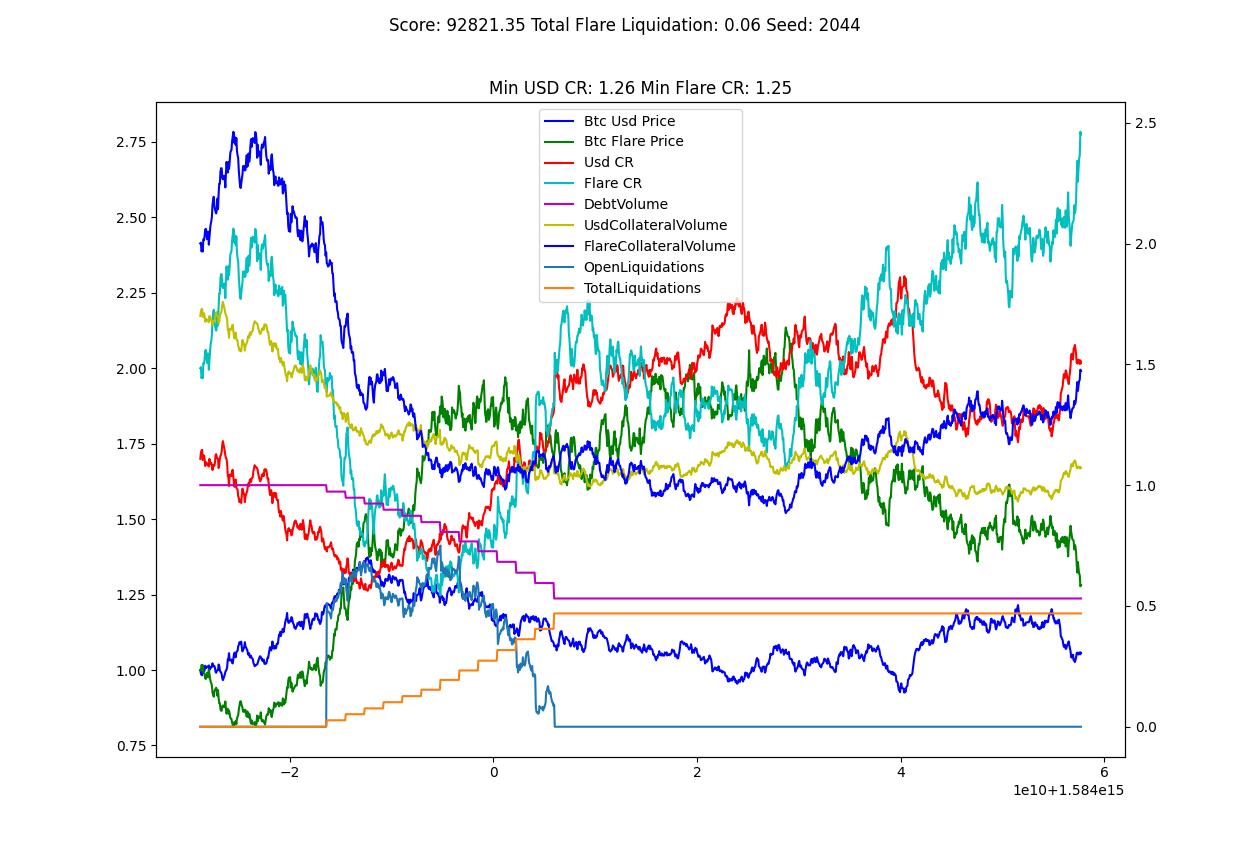 Score: 92821.35 Total Flare Liquidation: 0.06 Seed: 2044
Min USD CR: 1.26 Min Flare CR: 1.25
Btc Usd Price
Btc Flare Price
Usd CR
Flare CR
DebtVolume
UsdCollateralVolume
FlareCollateralVolume
OpenLiquidations
TotalLiquidations
2.75
2.50
2.25
2.00
1.75
1.50
1.25
1.00
0.75
2.5
2.0
1.5
1.0
0.5
0.0
−2
0
2
4
6
1e10+1.584e15